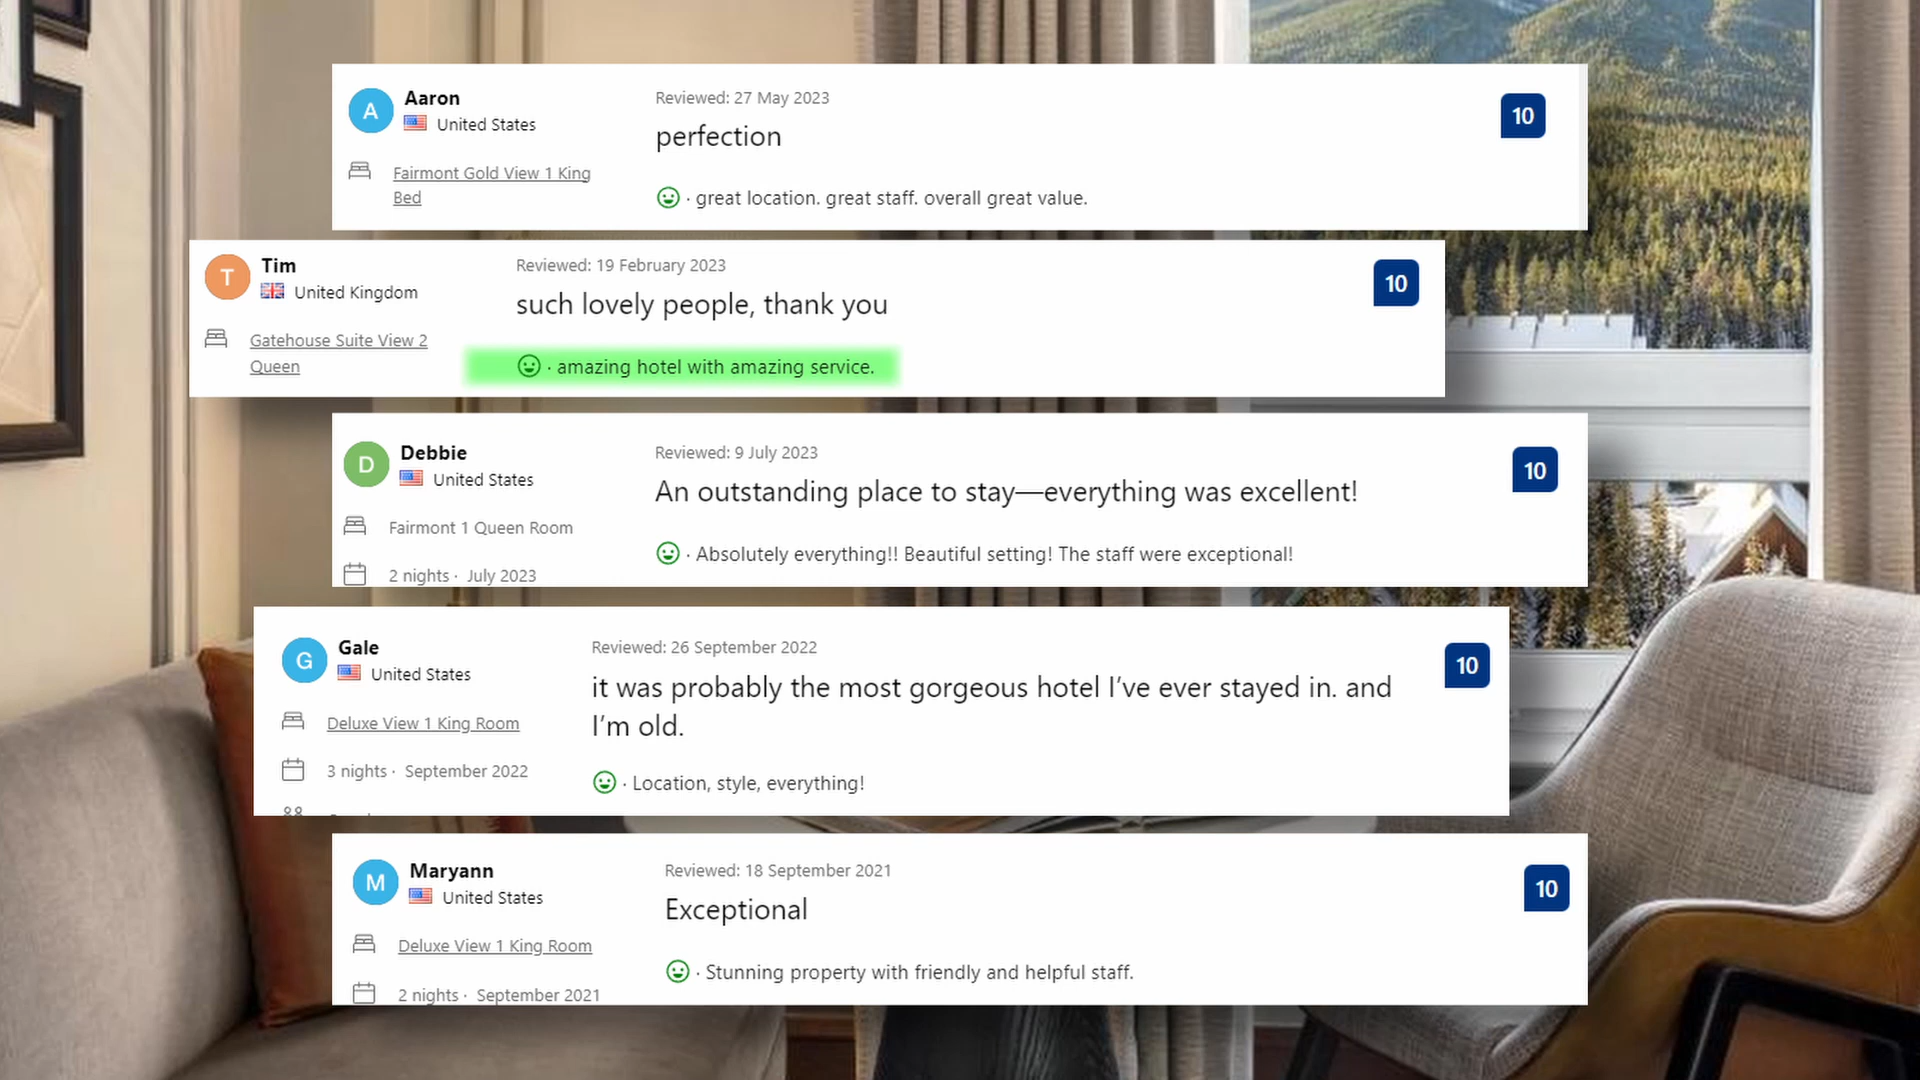 A
Aaron
United States
Fairmont Gold View 1 King
Bed
Reviewed: 27 May 2023
perfection
· great location. great staff. overall great value.
10
T
Tim
United Kingdom
Gatehouse Suite View 2
Queen
Reviewed: 19 February 2023
such lovely people, thank you
· amazing hotel with amazing service.
10
D
Debbie
United States
Fairmont 1 Queen Room
2 nights · July 2023
Reviewed: 9 July 2023
An outstanding place to stay—everything was excellent!
· Absolutely everything!! Beautiful setting! The staff were exceptional!
10
G
Gale
United States
Deluxe View 1 King Room
3 nights · September 2022
Reviewed: 26 September 2022
it was probably the most gorgeous hotel I’ve ever stayed in. and
I’m old.
· Location, style, everything!
10
M
Maryann
United States
Deluxe View 1 King Room
2 nights · September 2021
Reviewed: 18 September 2021
Exceptional
· Stunning property with friendly and helpful staff.
10